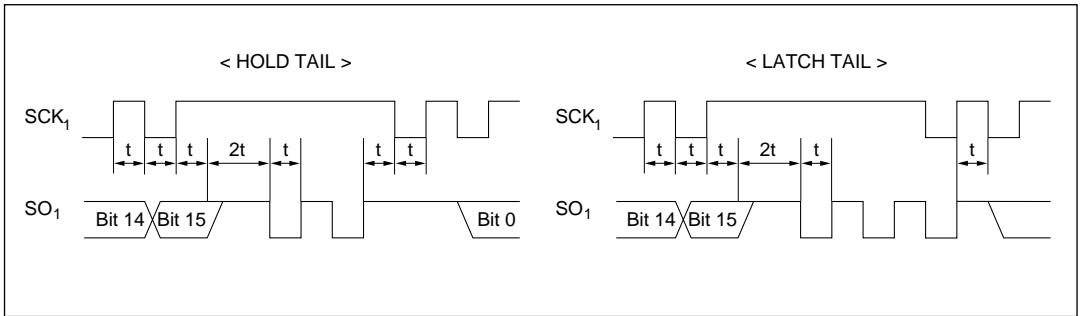 < HOLD TAIL >
< LATCH TAIL >
SCK₁
SCK₁
t t t 2t t t t
t t t 2t t t
SO₁
Bit 14 Bit 15 Bit 0
SO₁
Bit 14 Bit 15